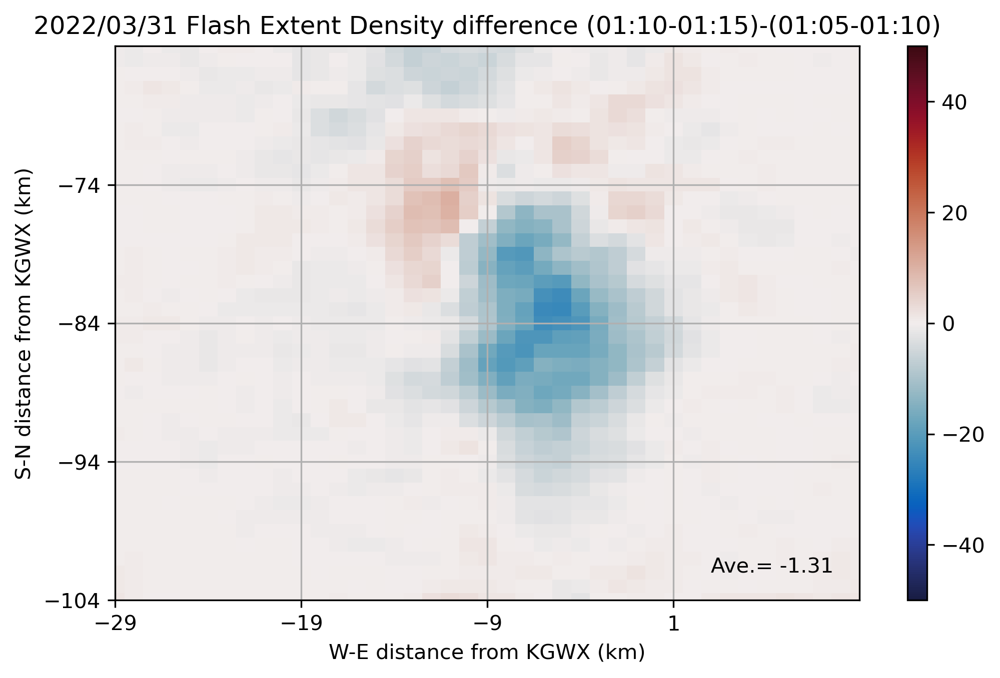 2022/03/31 Flash Extent Density difference (01:10-01:15)-(01:05-01:10)
40
20
0
−20
−40
−74
−84
−94
−104
S-N distance from KGWX (km)
Ave.= -1.31
−29 −19 −9 1
W-E distance from KGWX (km)